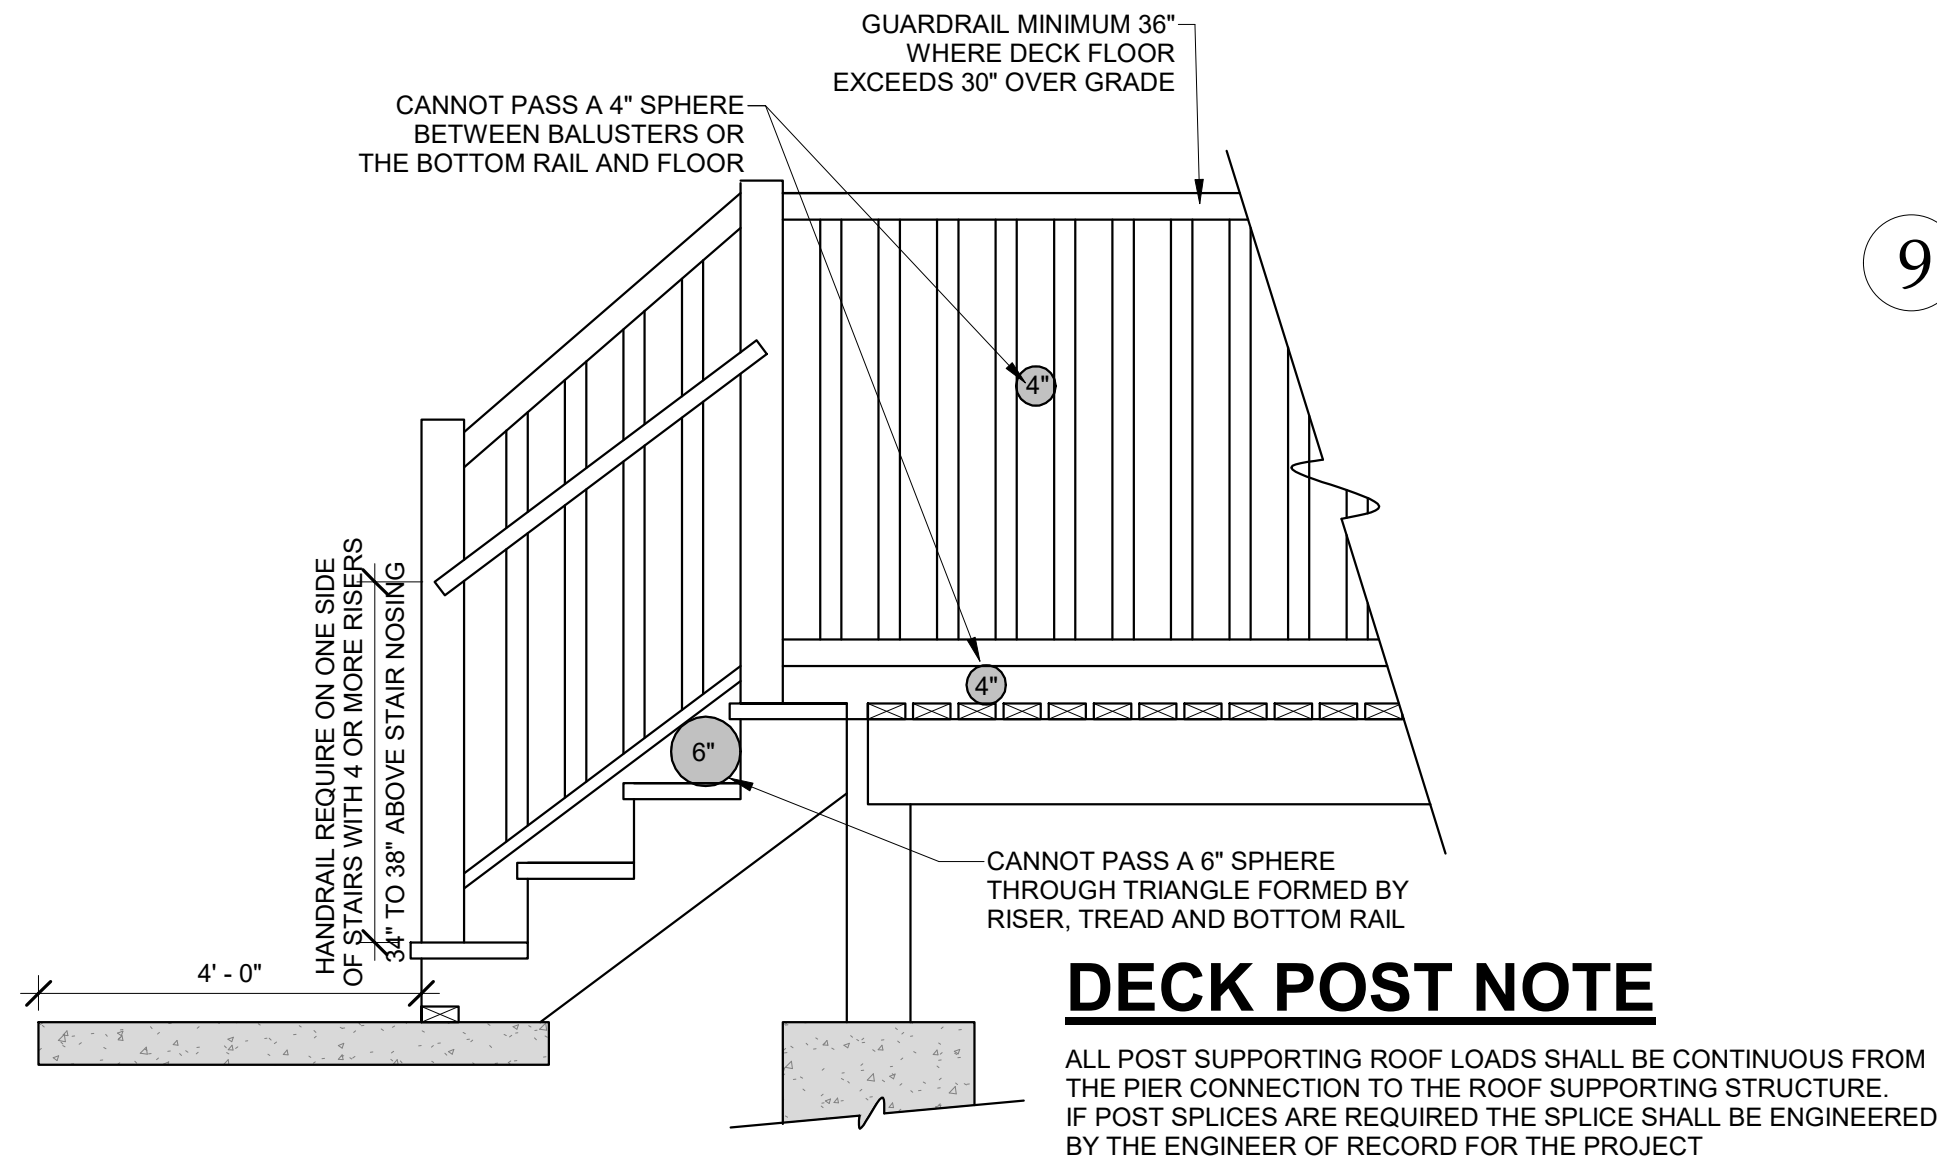 GUARDRAIL MINIMUM 36"
WHERE DECK FLOOR
EXCEEDS 30" OVER GRADE
CANNOT PASS A 4" SPHERE
BETWEEN BALUSTERS OR
THE BOTTOM RAIL AND FLOOR
9
4"
4"
6"
HANDRAIL REQUIRE ON ONE SIDE
OF STAIRS WITH 4 OR MORE RISERS
34" TO 38" ABOVE STAIR NOSING
CANNOT PASS A 6" SPHERE
THROUGH TRIANGLE FORMED BY
RISER, TREAD AND BOTTOM RAIL
4' - 0"
DECK POST NOTE
ALL POST SUPPORTING ROOF LOADS SHALL BE CONTINUOUS FROM
THE PIER CONNECTION TO THE ROOF SUPPORTING STRUCTURE.
IF POST SPLICES ARE REQUIRED THE SPLICE SHALL BE ENGINEERED
BY THE ENGINEER OF RECORD FOR THE PROJECT